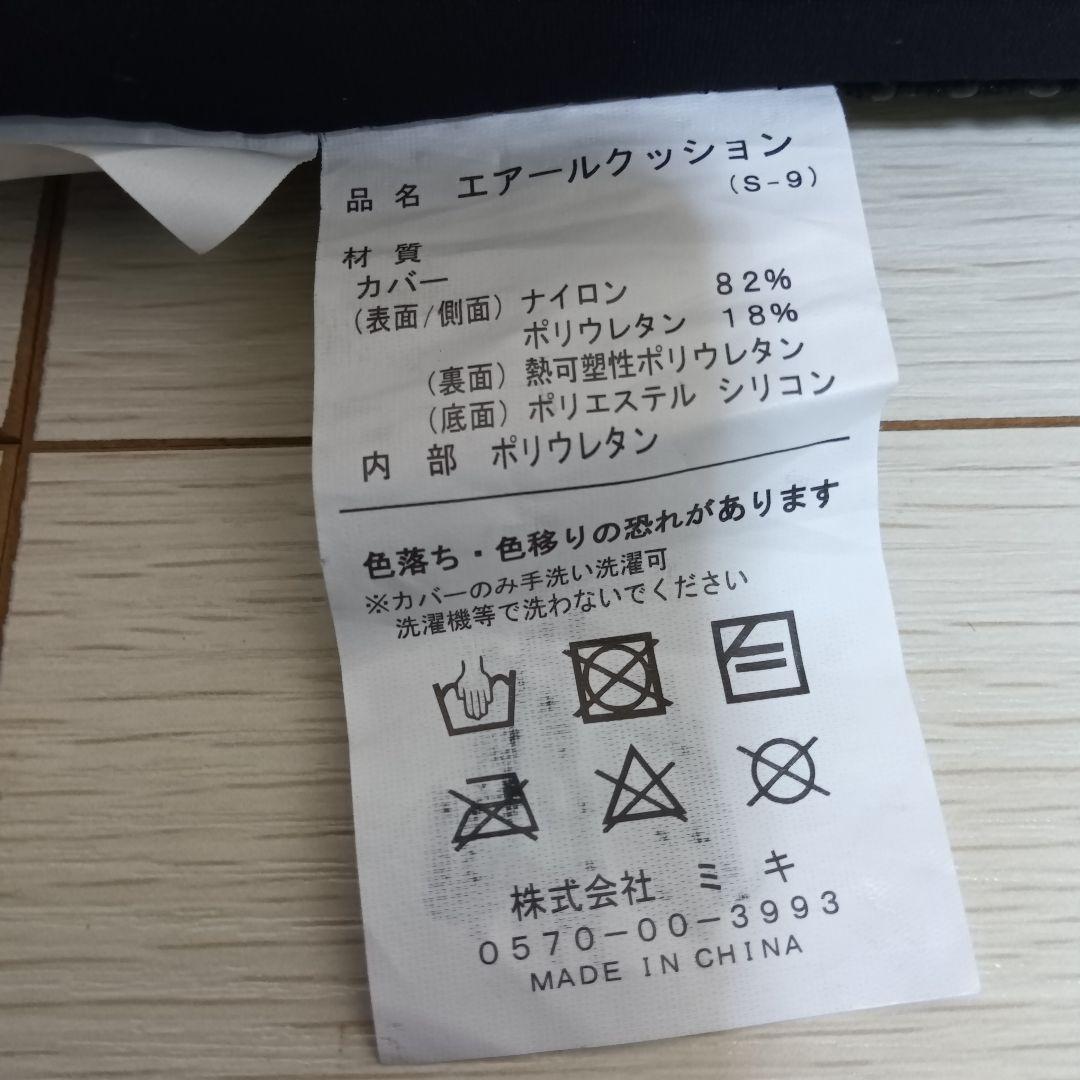 品名 エアールクッション
(S-9)
材質
カバー
(表面/側面) ナイロン 82%
ポリウレタン 18%
(裏面) 熱可塑性ポリウレタン
(底面) ポリエステル シリコン
内部 ポリウレタン
色落ち・色移りの恐れがあります
※カバーのみ手洗い洗濯可
洗濯機等で洗わないでください
株式会社 ミキ
0570-00-3993
MADE IN CHINA